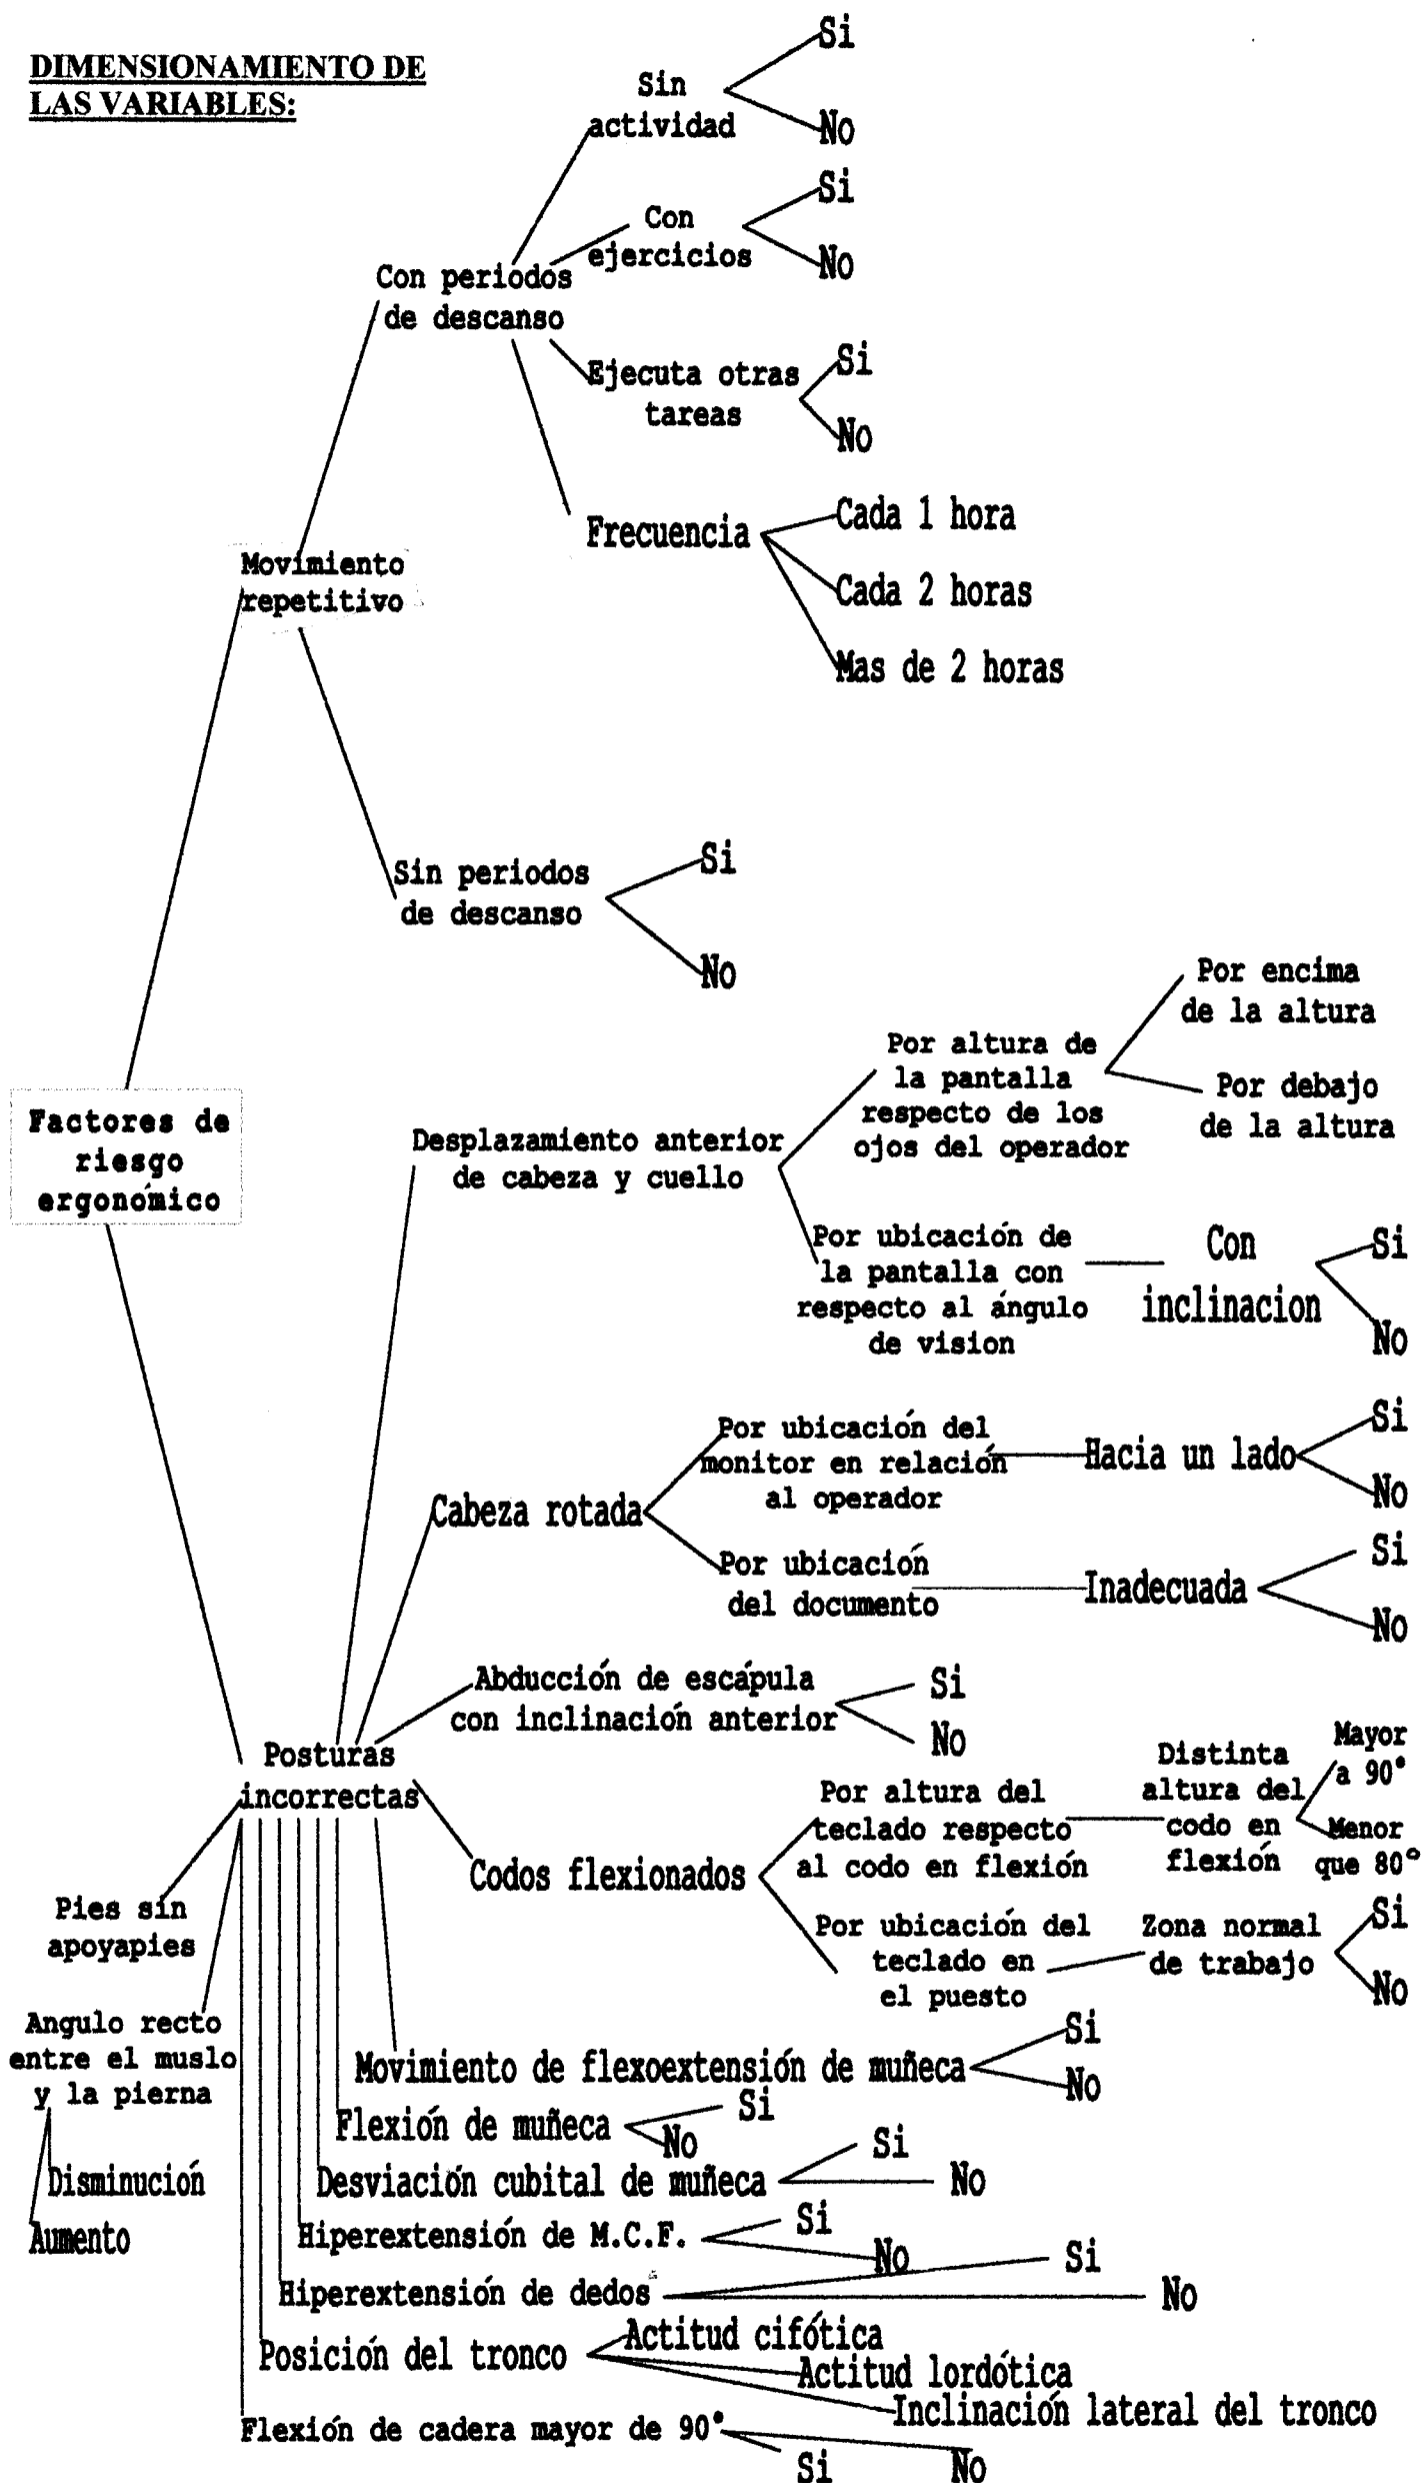 DIMENSIONAMIENTO DE
LAS VARIABLES:
Sin
actividad
Si
No
Con
ejercicios
Si
No
Con periodos
de descanso
Ejecuta otras
tareas
Si
No
Frecuencia
Cada 1 hora
Cada 2 horas
Mas de 2 horas
Movimiento
repetitivo
Sin periodos
de descanso
Si
No
Factores de
riesgo
ergonómico
Desplazamiento anterior
de cabeza y cuello
Por altura de
la pantalla
respecto de los
ojos del operador
Por encima
de la altura
Por debajo
de la altura
Por ubicación de
la pantalla con
respecto al ángulo
de vision
Con
inclinacion
Si
No
Cabeza rotada
Por ubicación del
monitor en relación
al operador
Hacia un lado
Si
No
Por ubicación
del documento
Inadecuada
Si
No
Posturas
incorrectas
Abducción de escápula
con inclinación anterior
Si
No
Codos flexionados
Por altura del
teclado respecto
al codo en flexión
Distinta
altura del
codo en
flexión
Mayor
a 90°
Menor
que 80°
Por ubicación del
teclado en
el puesto
Zona normal
de trabajo
Si
No
Pies sin
apoyapies
Angulo recto
entre el muslo
y la pierna
Disminución
Aumento
Movimiento de flexoextensión de muñeca
Si
No
Flexión de muñeca
Si
No
Desviación cubital de muñeca
Si
No
Hiperextensión de M.C.F.
Si
No
Hiperextensión de dedos
Si
No
Posición del tronco
Actitud cifótica
Actitud lordótica
Inclinación lateral del tronco
Flexión de cadera mayor de 90°
Si
No